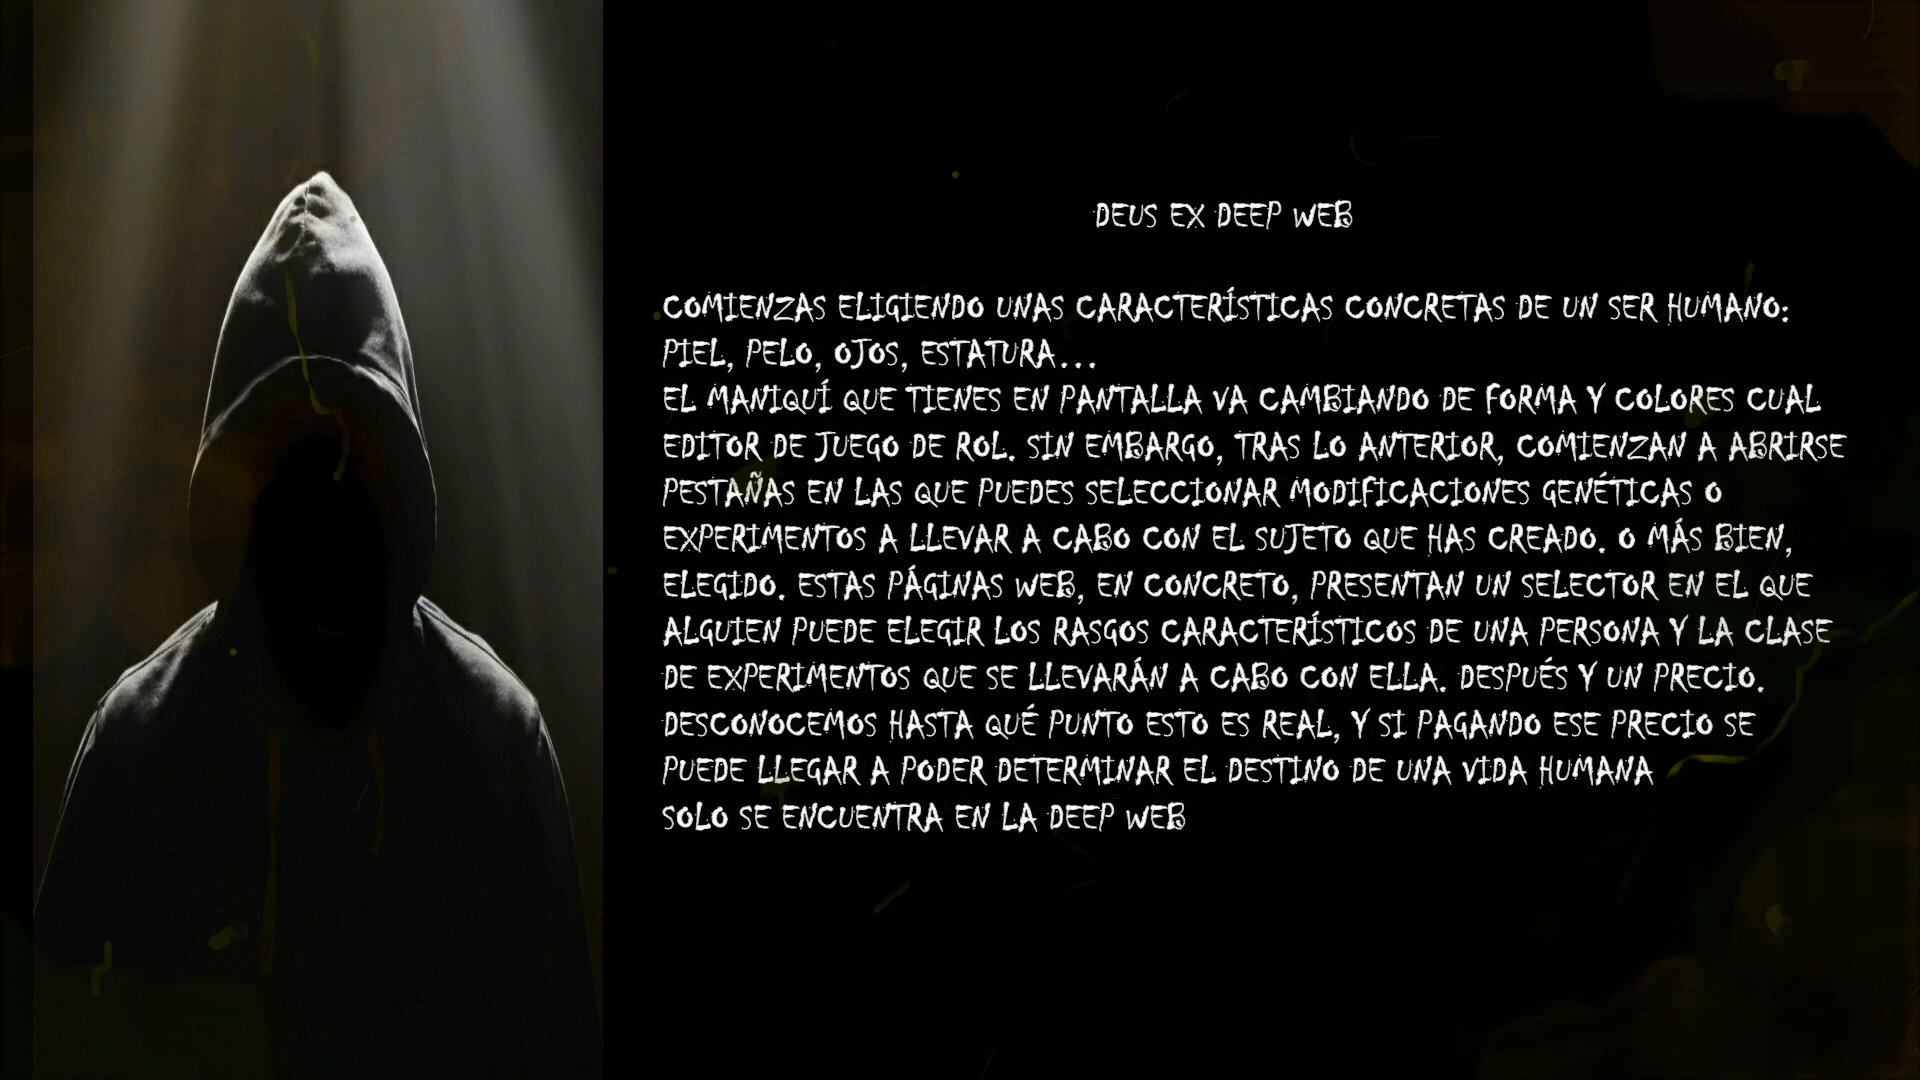 DEUS EX DEEP WEB
COMIENZAS ELIGIENDO UNAS CARACTERÍSTICAS CONCRETAS DE UN SER HUMANO:
PIEL, PELO, OJOS, ESTATURA...
EL MANIQUÍ QUE TIENES EN PANTALLA VA CAMBIANDO DE FORMA Y COLORES CUAL
EDITOR DE JUEGO DE ROL. SIN EMBARGO, TRAS LO ANTERIOR, COMIENZAN A ABRIRSE
PESTAÑAS EN LAS QUE PUEDES SELECCIONAR MODIFICACIONES GENÉTICAS O
EXPERIMENTOS A LLEVAR A CABO CON EL SUJETO QUE HAS CREADO. O MÁS BIEN,
ELEGIDO. ESTAS PÁGINAS WEB, EN CONCRETO, PRESENTAN UN SELECTOR EN EL QUE
ALGUIEN PUEDE ELEGIR LOS RASGOS CARACTERÍSTICOS DE UNA PERSONA Y LA CLASE
DE EXPERIMENTOS QUE SE LLEVARÁN A CABO CON ELLA. DESPUÉS Y UN PRECIO.
DESCONOCEMOS HASTA QUÉ PUNTO ESTO ES REAL, Y SI PAGANDO ESE PRECIO SE
PUEDE LLEGAR A PODER DETERMINAR EL DESTINO DE UNA VIDA HUMANA
SOLO SE ENCUENTRA EN LA DEEP WEB